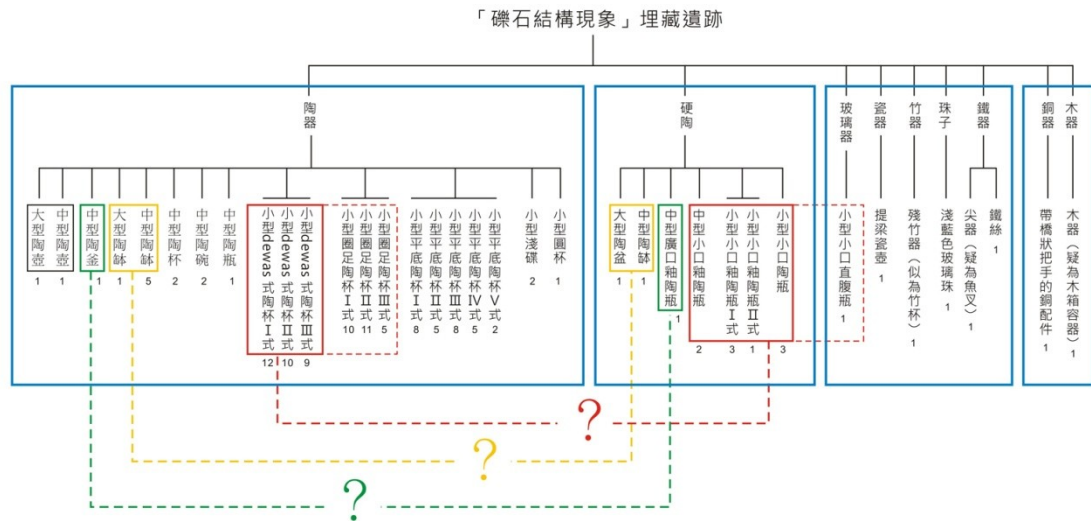 「礫石結構現象」埋藏遺跡
陶器
硬陶
玻璃器
瓷器
竹器
珠子
鐵器
銅器
木器
大型陶壺
1
中型陶壺
1
中型陶釜
1
大型陶缽
1
中型陶缽
5
中型陶杯
2
中型陶碗
2
中型陶瓶
1
小型dewas 式陶杯Ⅰ式
12
小型dewas 式陶杯Ⅱ式
10
小型dewas 式陶杯Ⅲ式
9
小型圈足陶杯Ⅰ式
10
小型圈足陶杯Ⅱ式
11
小型圈足陶杯Ⅲ式
5
小型平底陶杯Ⅰ式
8
小型平底陶杯Ⅱ式
5
小型平底陶杯Ⅲ式
8
小型平底陶杯Ⅳ式
5
小型平底陶杯Ⅴ式
2
小型淺碟
2
小型圓杯
1
大型陶盆
1
中型陶缽
1
中型廣口釉陶瓶
1
中型小口釉陶瓶
2
小型小口釉陶瓶Ⅰ式
3
小型小口釉陶瓶Ⅱ式
1
小型小口陶瓶
3
小型小口直腹瓶
1
提梁瓷壺
1
殘竹器（似為竹杯）
1
淺藍色玻璃珠
1
尖器（疑為魚叉）
1
鐵絲
1
帶橋狀把手的銅配件
1
木器（疑為木箱容器）
1
?
?
?